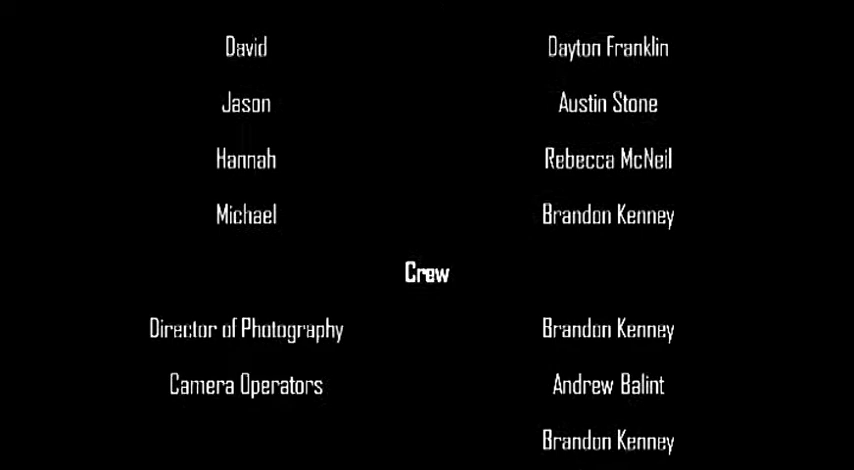 David Dayton Franklin
Jason Austin Stone
Hannah Rebecca McNeil
Michael Brandon Kenney
Crew
Director of Photography Brandon Kenney
Camera Operators Andrew Balint
Brandon Kenney